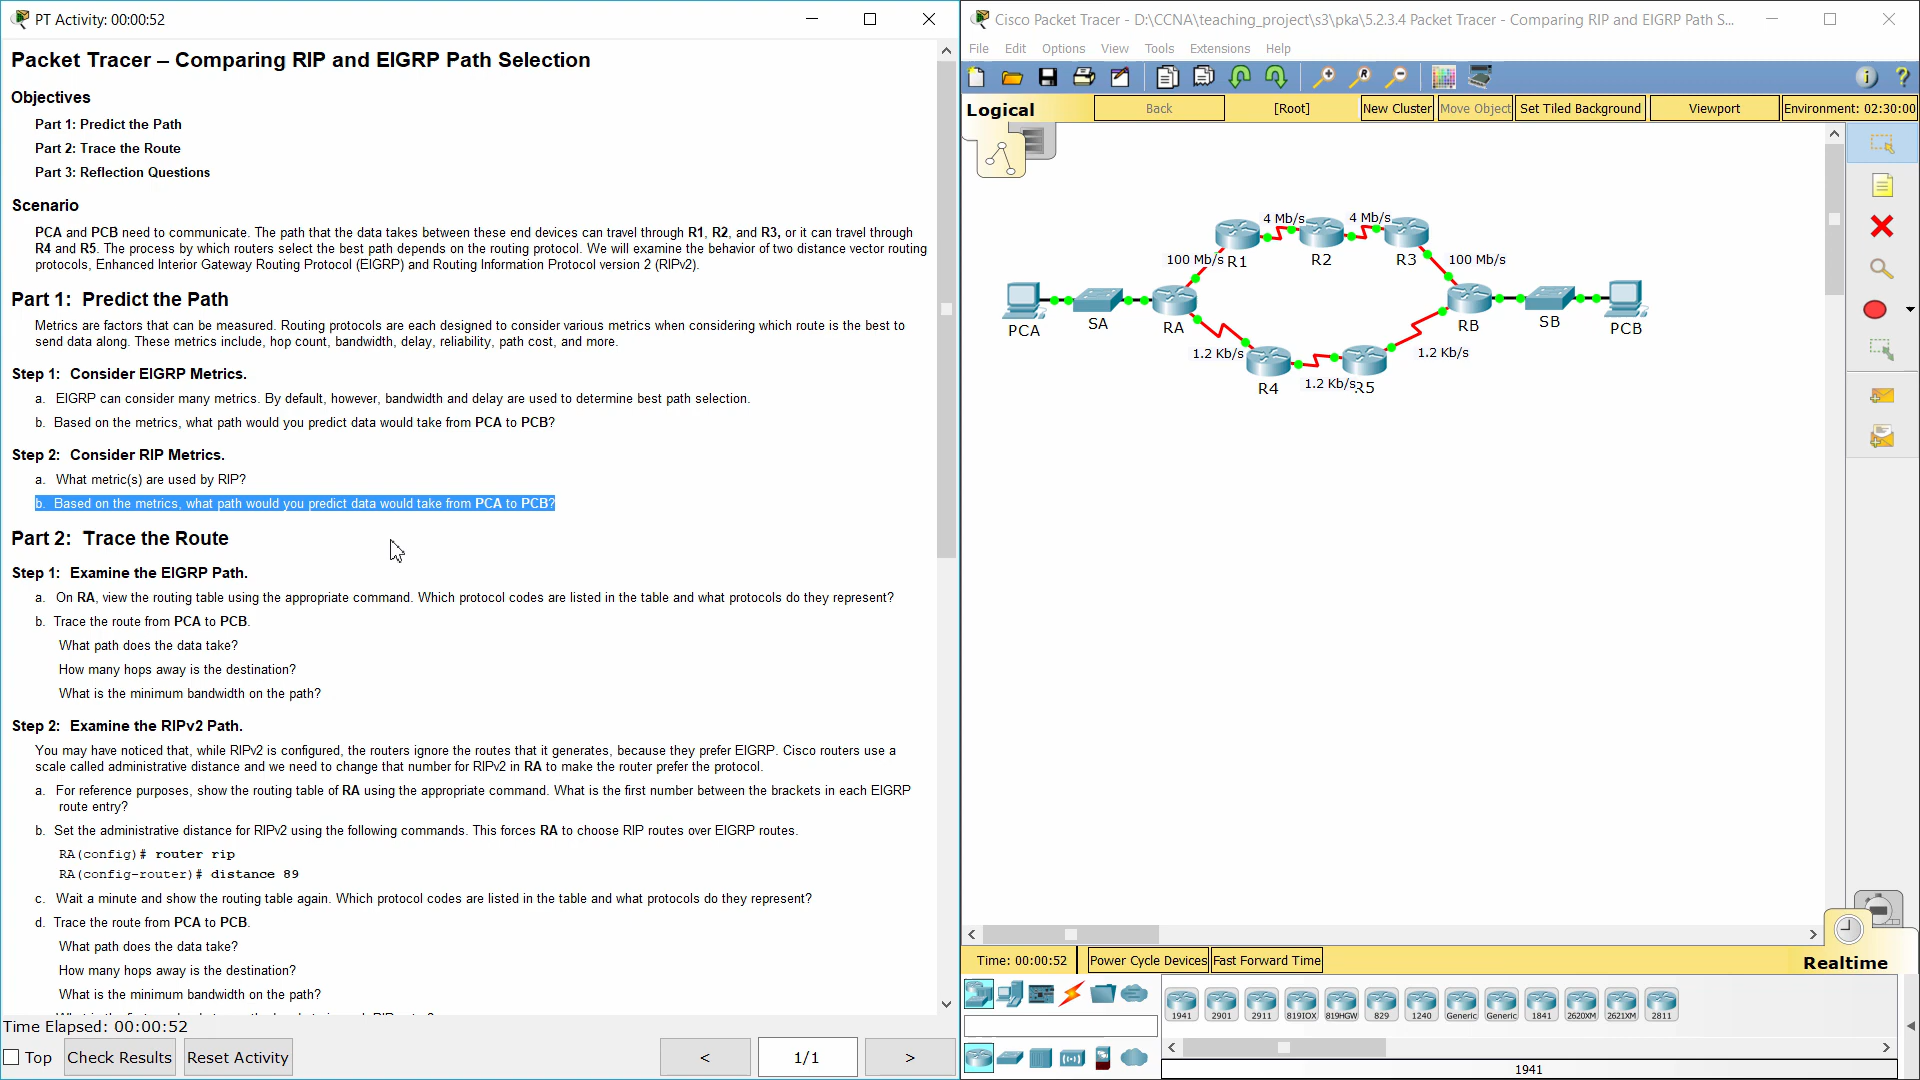 PT Activity: 00:00:52
Packet Tracer – Comparing RIP and EIGRP Path Selection
Objectives
Part 1: Predict the Path
Part 2: Trace the Route
Part 3: Reflection Questions
Scenario
PCA and PCB need to communicate. The path that the data takes between these end devices can travel through R1, R2, and R3, or it can travel through
R4 and R5. The process by which routers select the best path depends on the routing protocol. We will examine the behavior of two distance vector routing
protocols, Enhanced Interior Gateway Routing Protocol (EIGRP) and Routing Information Protocol version 2 (RIPv2).
Part 1: Predict the Path
Metrics are factors that can be measured. Routing protocols are each designed to consider various metrics when considering which route is the best to
send data along. These metrics include, hop count, bandwidth, delay, reliability, path cost, and more.
Step 1: Consider EIGRP Metrics.
a. EIGRP can consider many metrics. By default, however, bandwidth and delay are used to determine best path selection.
b. Based on the metrics, what path would you predict data would take from PCA to PCB?
Step 2: Consider RIP Metrics.
a. What metric(s) are used by RIP?
b. Based on the metrics, what path would you predict data would take from PCA to PCB?
Part 2: Trace the Route
Step 1: Examine the EIGRP Path.
a. On RA, view the routing table using the appropriate command. Which protocol codes are listed in the table and what protocols do they represent?
b. Trace the route from PCA to PCB.
What path does the data take?
How many hops away is the destination?
What is the minimum bandwidth on the path?
Step 2: Examine the RIPv2 Path.
You may have noticed that, while RIPv2 is configured, the routers ignore the routes that it generates, because they prefer EIGRP. Cisco routers use a
scale called administrative distance and we need to change that number for RIPv2 in RA to make the router prefer the protocol.
a. For reference purposes, show the routing table of RA using the appropriate command. What is the first number between the brackets in each EIGRP
route entry?
b. Set the administrative distance for RIPv2 using the following commands. This forces RA to choose RIP routes over EIGRP routes.
RA(config)# router rip
RA(config-router)# distance 89
c. Wait a minute and show the routing table again. Which protocol codes are listed in the table and what protocols do they represent?
d. Trace the route from PCA to PCB.
What path does the data take?
How many hops away is the destination?
What is the minimum bandwidth on the path?
Time Elapsed: 00:00:52
Top Check Results Reset Activity < 1/1 >
Cisco Packet Tracer - D:\CCNA\teaching_project\s3\pka\5.2.3.4 Packet Tracer - Comparing RIP and EIGRP Path S...
File Edit Options View Tools Extensions Help
Logical Back [Root] New Cluster Move Object Set Tiled Background Viewport Environment: 02:30:00
4 Mb/s 4 Mb/s
100 Mb/s R1 R2 R3 100 Mb/s
PCA SA RA RB SB PCB
1.2 Kb/s 1.2 Kb/s
R4 1.2 Kb/s R5
Time: 00:00:52 Power Cycle Devices Fast Forward Time
Realtime
1941 2901 2911 819IOX 819HGW 829 1240 Generic Generic 1841 2620XM 2621XM 2811
1941